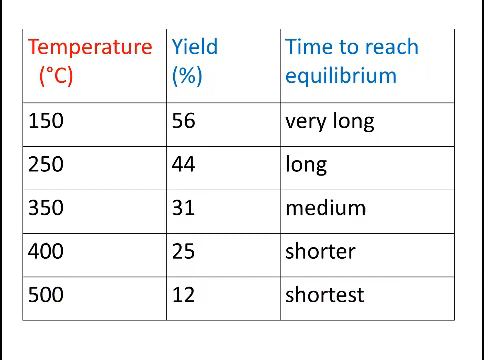 Temperature Yield Time to reach
(°C) (%) equilibrium
150 56 very long
250 44 long
350 31 medium
400 25 shorter
500 12 shortest